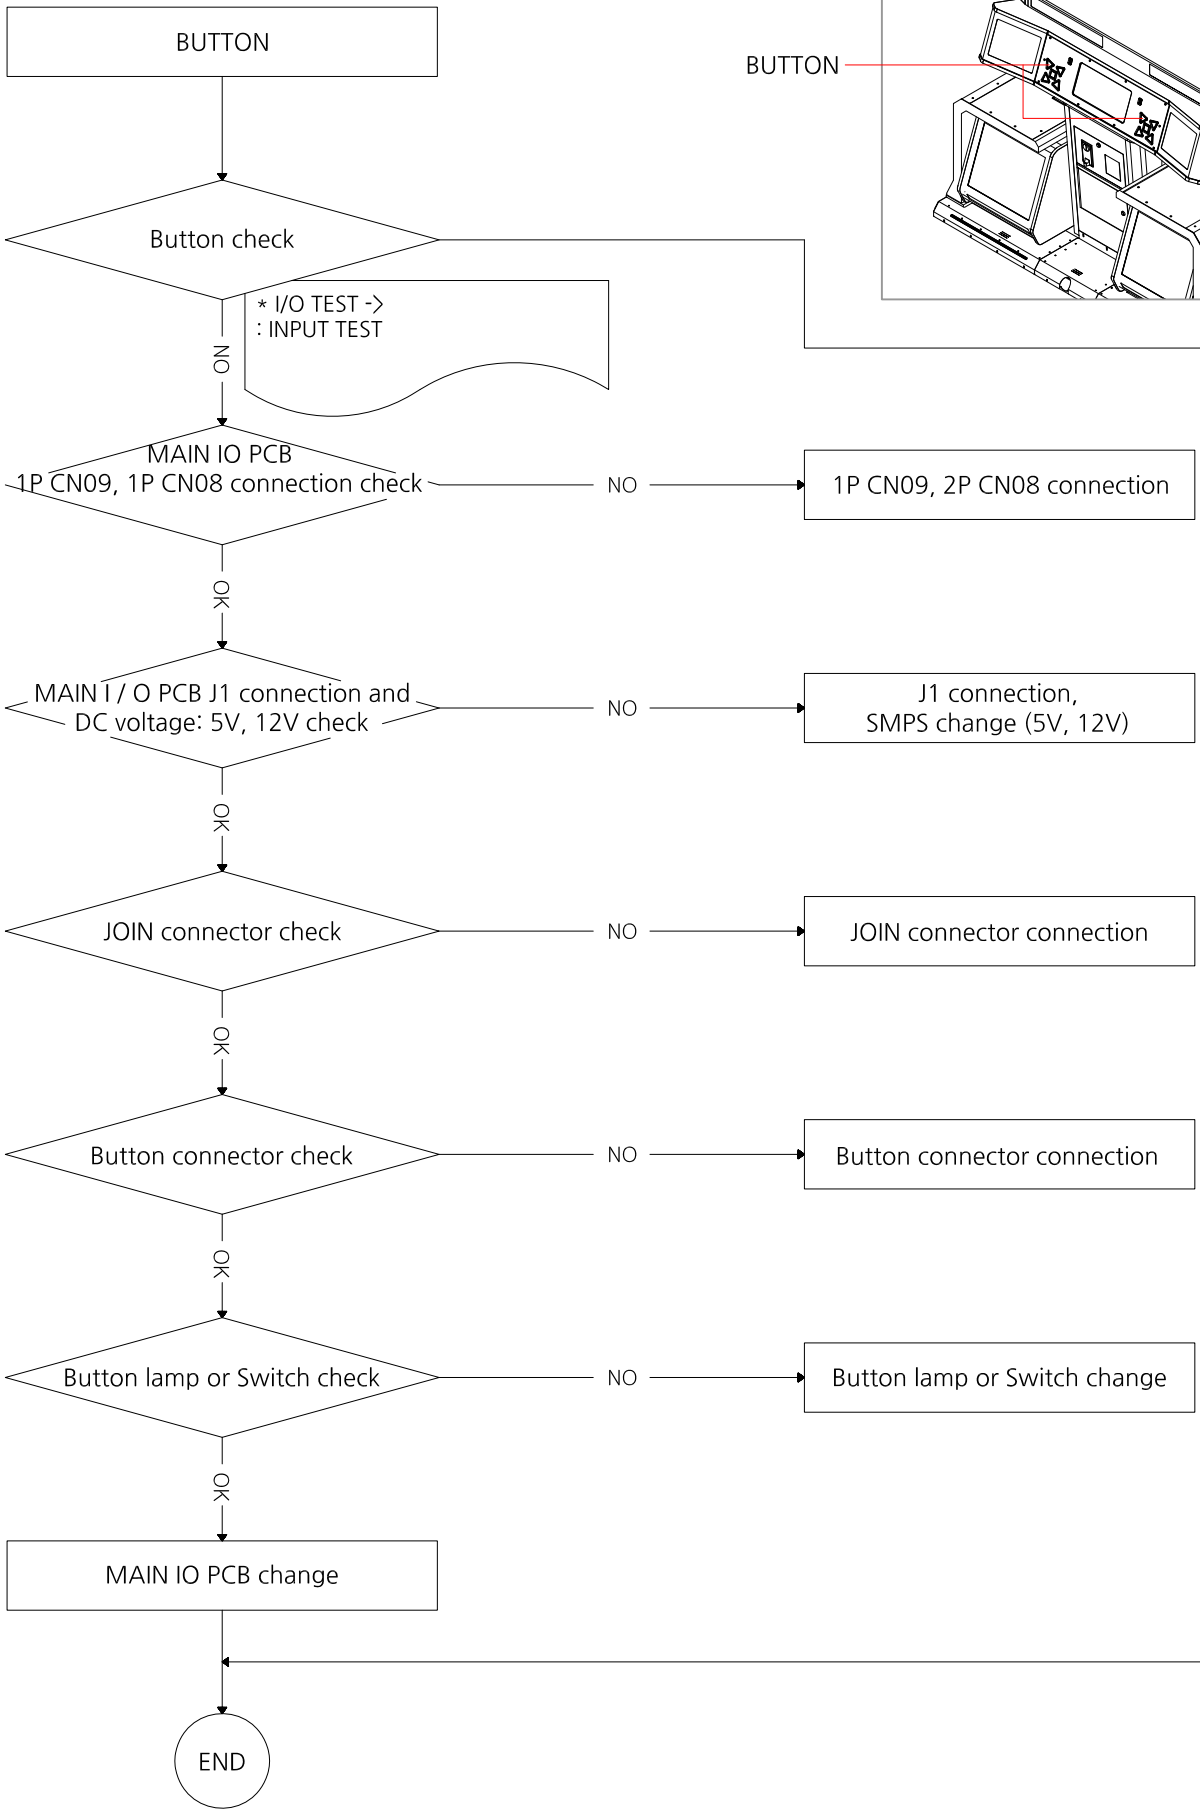 BUTTON
BUTTON
Button check
* I/O TEST ->
: INPUT TEST
NO
MAIN IO PCB
1P CN09, 1P CN08 connection check
NO
1P CN09, 2P CN08 connection
OK
MAIN I / O PCB J1 connection and
DC voltage: 5V, 12V check
NO
J1 connection,
SMPS change (5V, 12V)
OK
JOIN connector check
NO
JOIN connector connection
OK
Button connector check
NO
Button connector connection
OK
Button lamp or Switch check
NO
Button lamp or Switch change
OK
MAIN IO PCB change
END